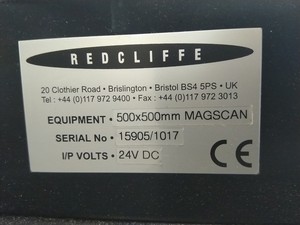 REDCLIFFE
20 Clothier Road • Brislington • Bristol BS4 5PS • UK
Tel : +44 (0)117 972 9400 • Fax : +44 (0)117 972 3013
EQUIPMENT • 500x500mm MAGSCAN
SERIAL No • 15905/1017
I/P VOLTS • 24V DC
CE